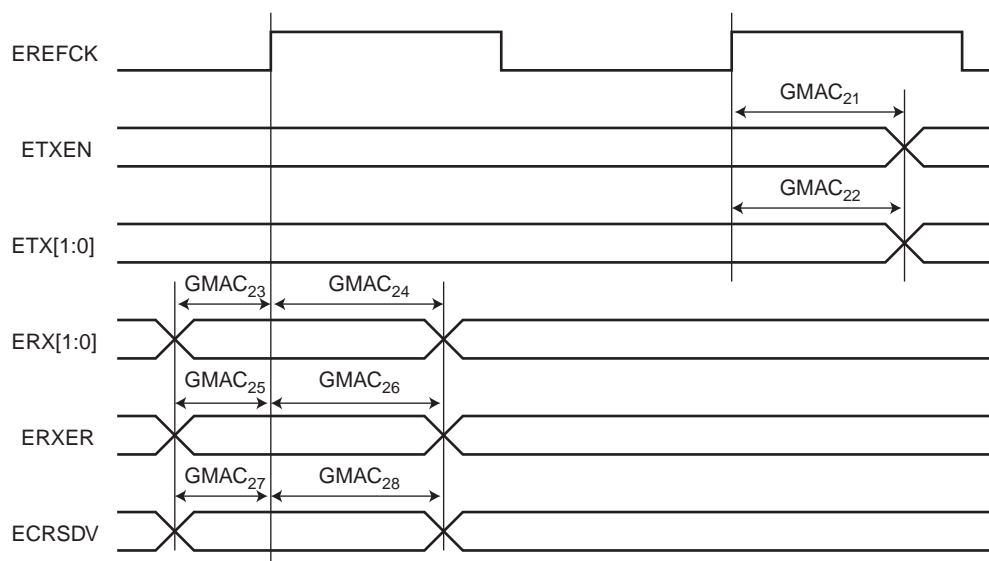 EREFCK
GMAC21
ETXEN
GMAC22
ETX[1:0]
GMAC23 GMAC24
ERX[1:0]
GMAC25 GMAC26
ERXER
GMAC27 GMAC28
ECRSDV